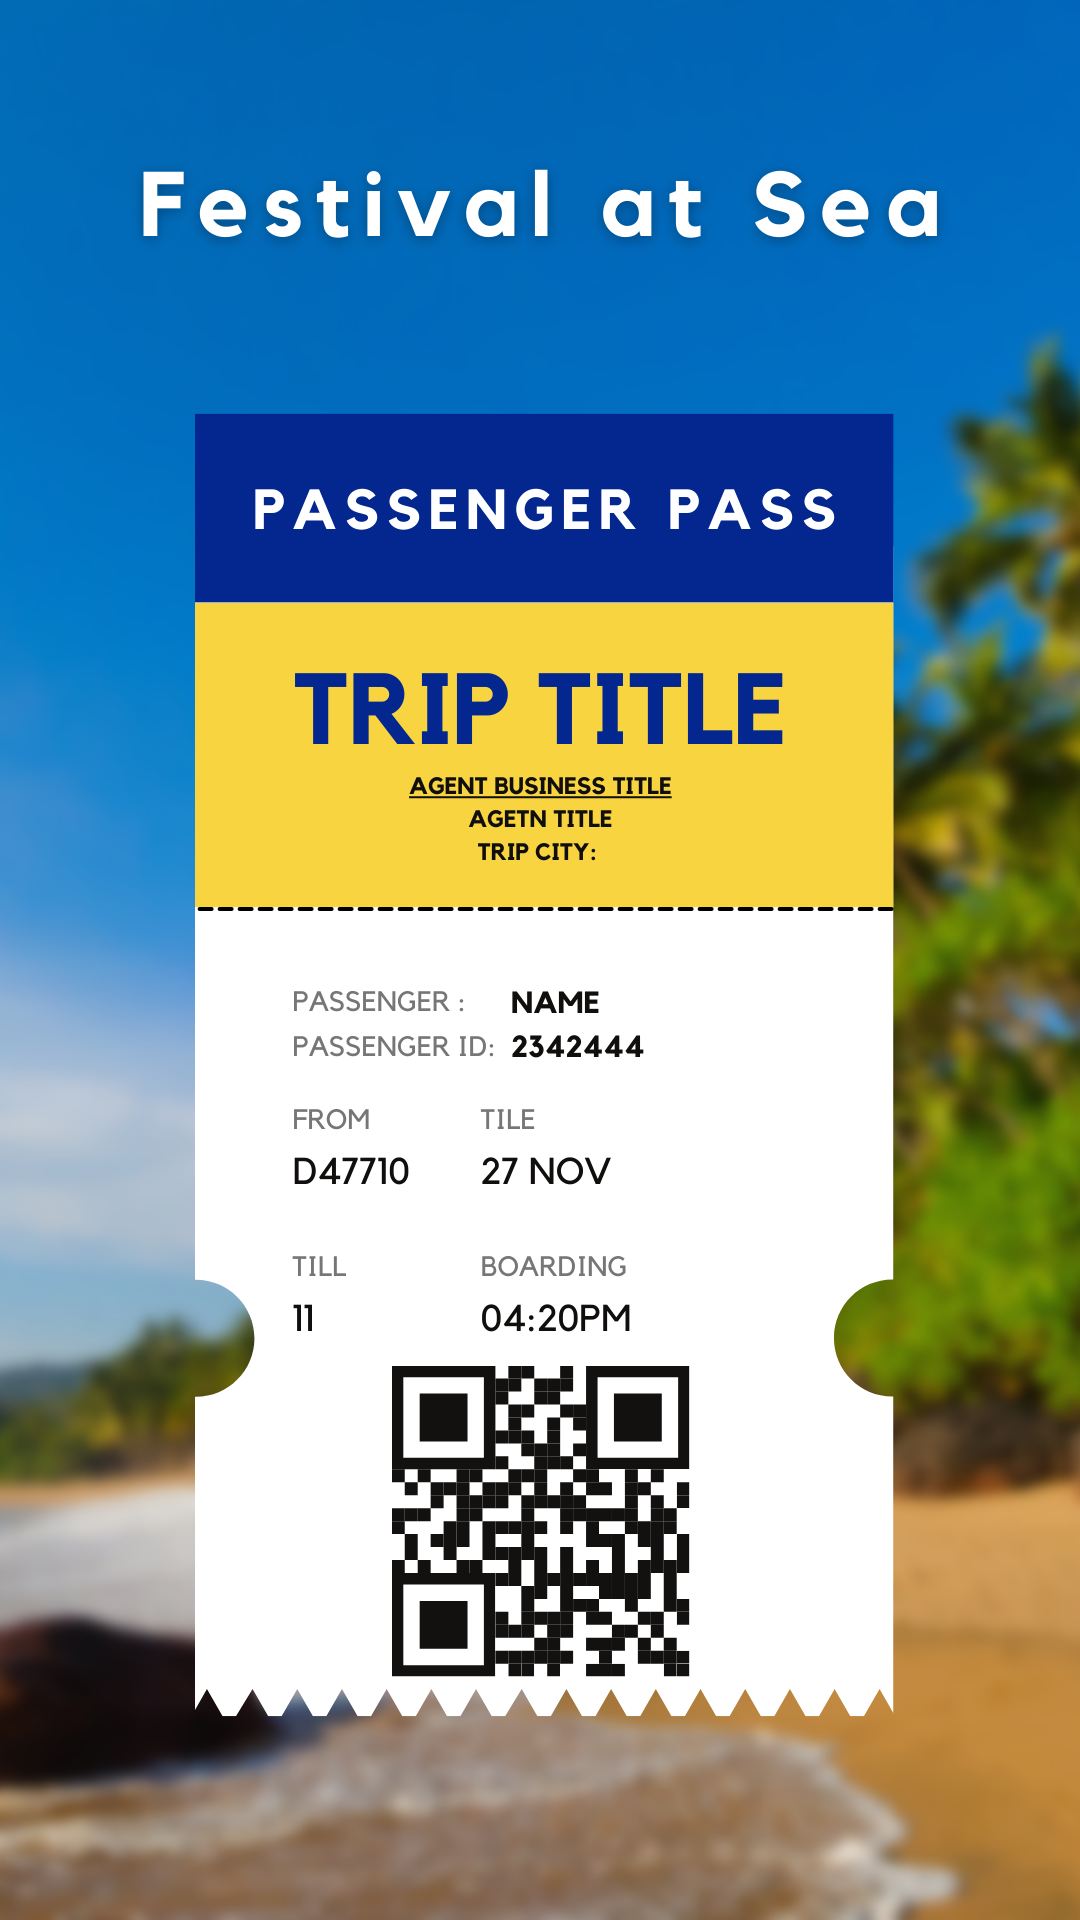 Festival at Sea
PASSENGER PASS
TRIP TITLE
AGENT BUSINESS TITLE
AGETN TITLE
TRIP CITY:
PASSENGER : NAME
PASSENGER ID: 2342444
FROM TILE
D47710 27 NOV
TILL BOARDING
11 04:20PM